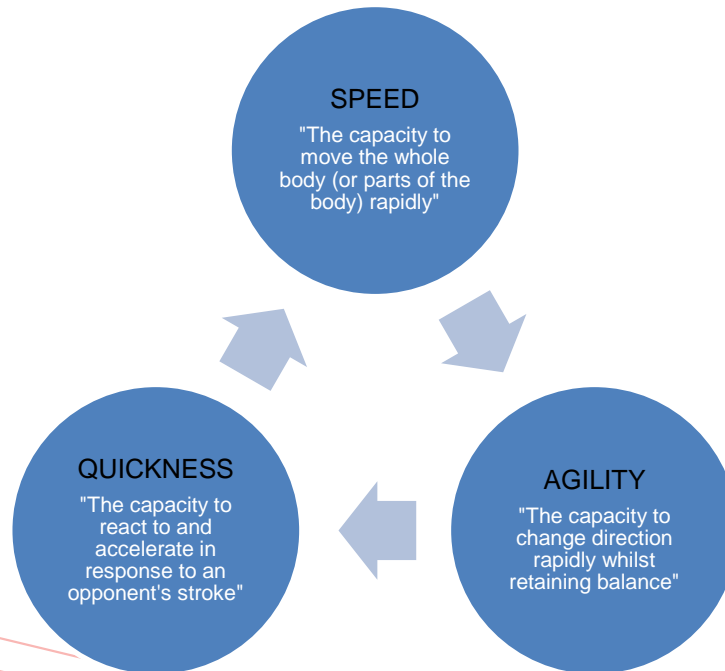 SPEED
"The capacity to
move the whole
body (or parts of the
body) rapidly"
QUICKNESS
"The capacity to
react to and
accelerate in
response to an
opponent's stroke"
AGILITY
"The capacity to
change direction
rapidly whilst
retaining balance"